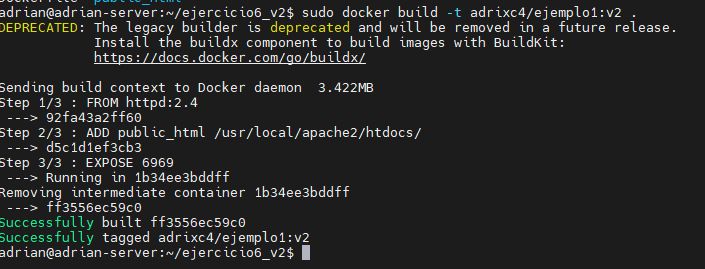 adrian@adrian-server:~/ejercicio6_v2$ sudo docker build -t adrixc4/ejemplo1:v2 .
DEPRECATED: The legacy builder is deprecated and will be removed in a future release.
            Install the buildx component to build images with BuildKit:
            https://docs.docker.com/go/buildx/

Sending build context to Docker daemon  3.422MB
Step 1/3 : FROM httpd:2.4
 ---> 92fa43a2ff60
Step 2/3 : ADD public_html /usr/local/apache2/htdocs/
 ---> d5c1d1ef3cb3
Step 3/3 : EXPOSE 6969
 ---> Running in 1b34ee3bddff
Removing intermediate container 1b34ee3bddff
 ---> ff3556ec59c0
Successfully built ff3556ec59c0
Successfully tagged adrixc4/ejemplo1:v2
adrian@adrian-server:~/ejercicio6_v2$